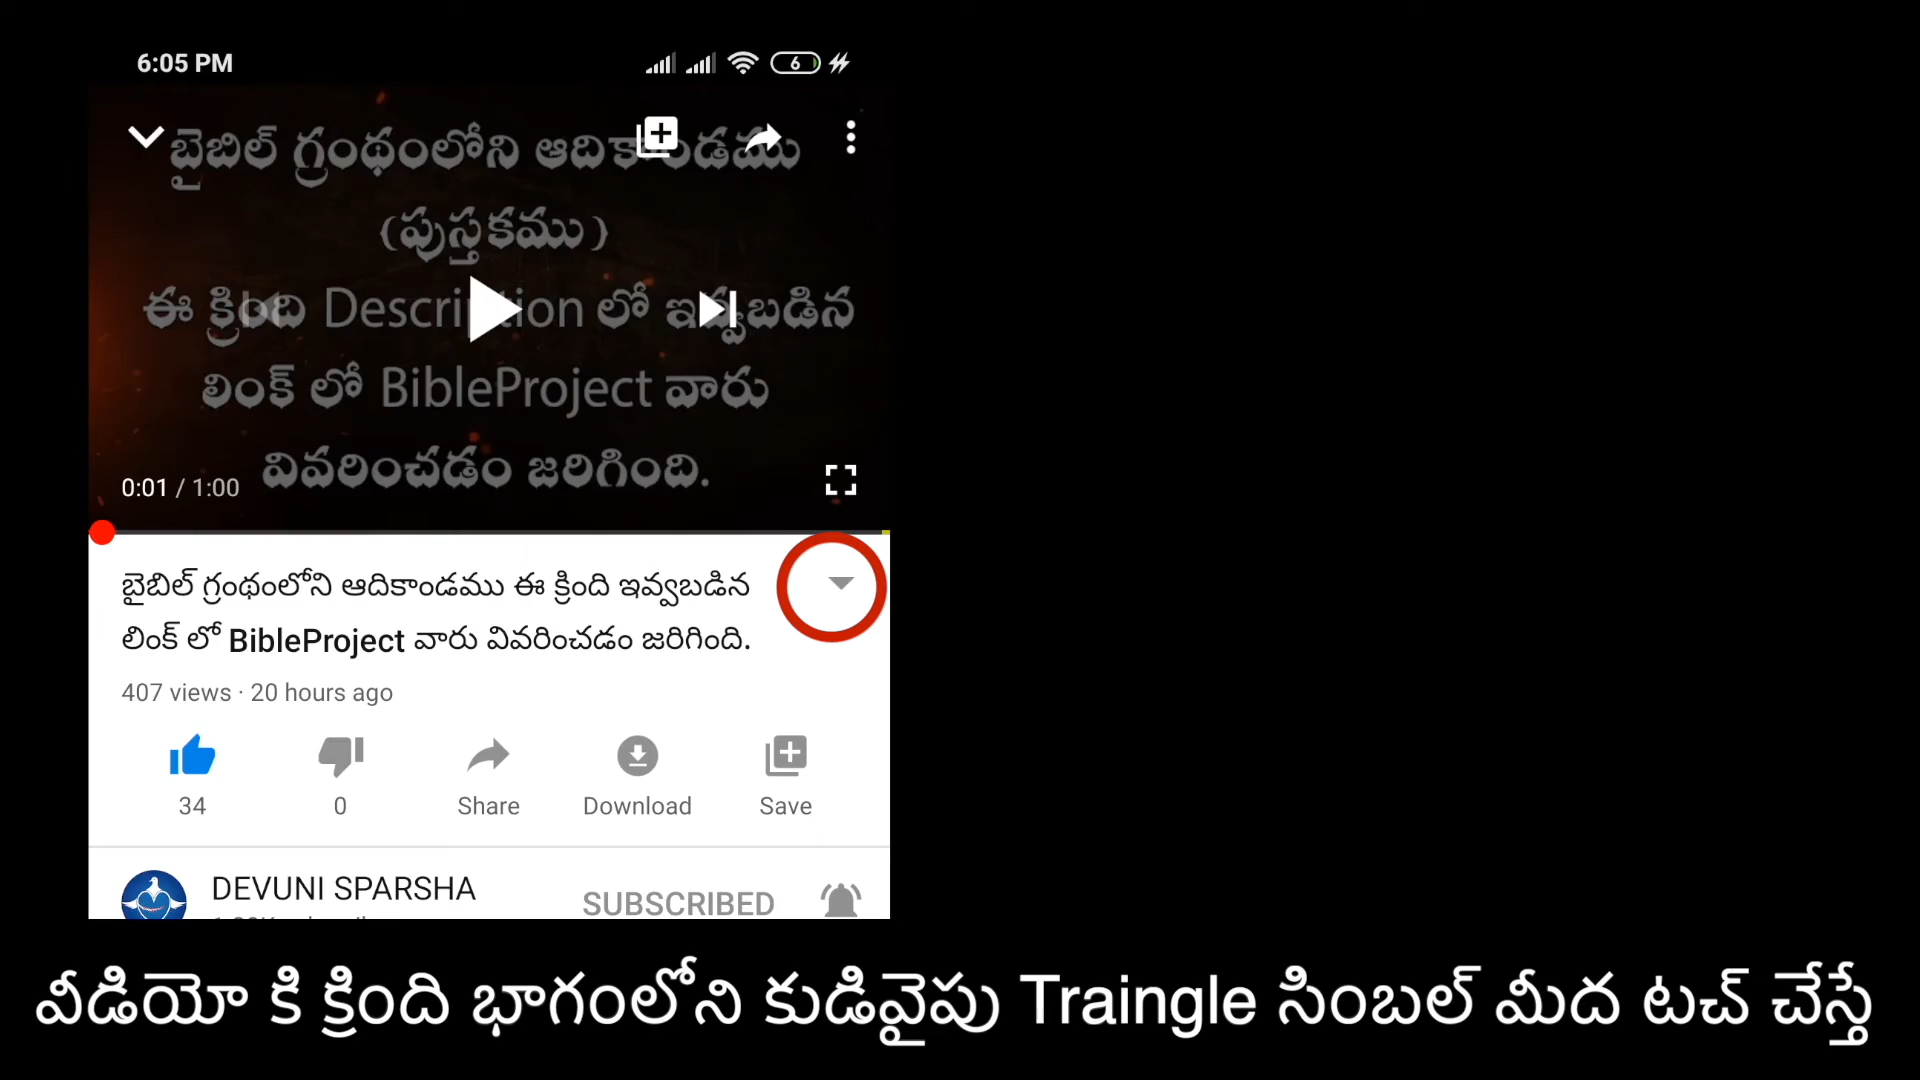 6:05 PM
6
బైబిల్ గ్రంథంలోని ఆదికాండము
(పుస్తకము)
ఈ క్రింది Description లో ఇవ్వబడిన
లింక్ లో BibleProject వారు
వివరించడం జరిగింది.
0:01 / 1:00
బైబిల్ గ్రంథంలోని ఆదికాండము ఈ క్రింది ఇవ్వబడిన
లింక్ లో BibleProject వారు వివరించడం జరిగింది.
407 views · 20 hours ago
34 0 Share Download Save
DEVUNI SPARSHA
SUBSCRIBED
వీడియో కి క్రింది భాగంలోని కుడివైపు Traingle సింబల్ మీద టచ్ చేస్తే